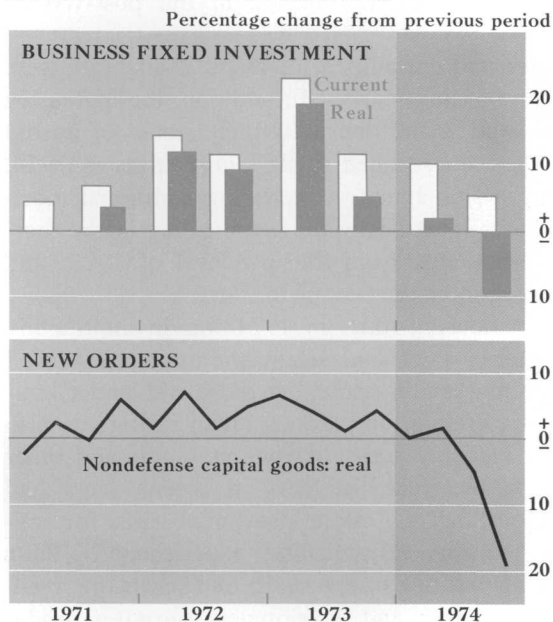 Percentage change from previous period
BUSINESS FIXED INVESTMENT
Current
Real
20
10
+
0
−
10
NEW ORDERS
10
+
0
−
Nondefense capital goods: real
10
20
1971 1972 1973 1974